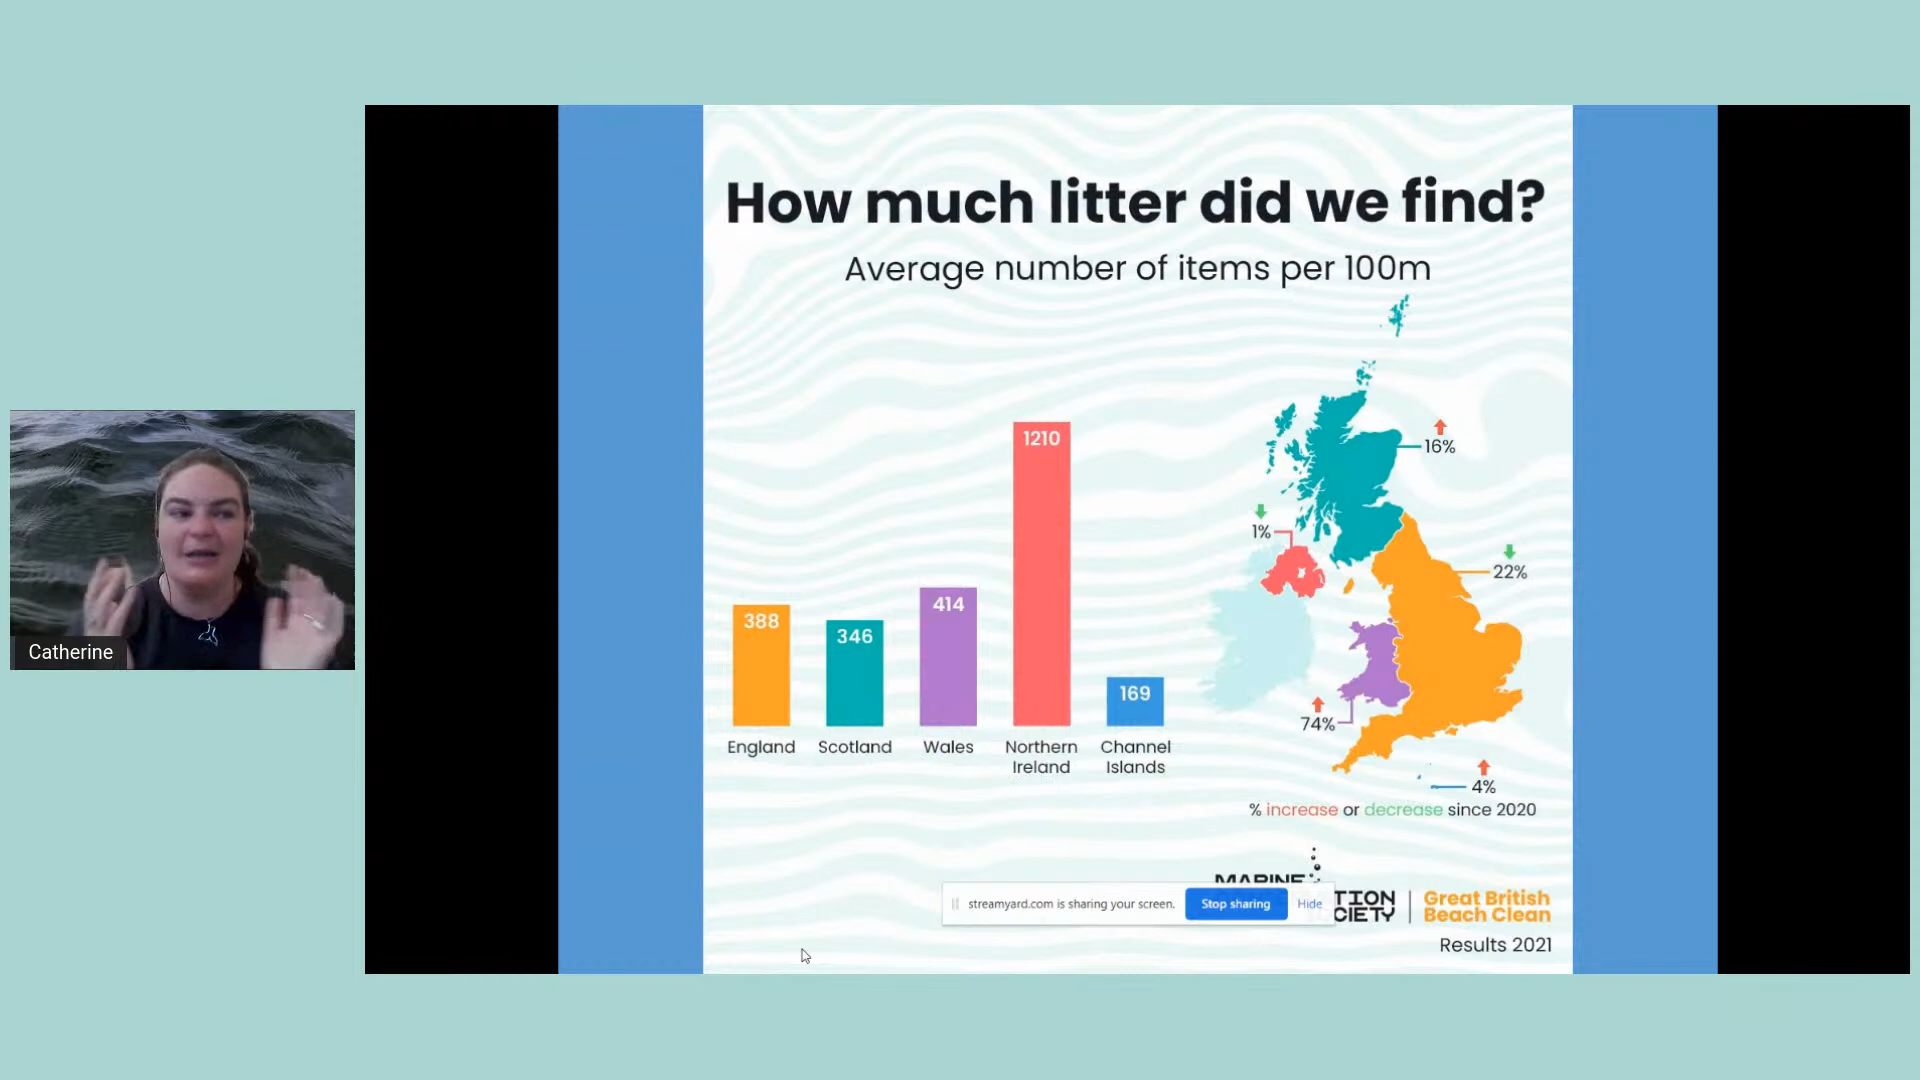 How much litter did we find?
Average number of items per 100m
1210
414
388
346
169
England
Scotland
Wales
Northern
Ireland
Channel
Islands
16%
1%
22%
74%
4%
% increase or decrease since 2020
MARINE
streamyard.com is sharing your screen.
Stop sharing
Hide
Great British
Beach Clean
Results 2021
Catherine